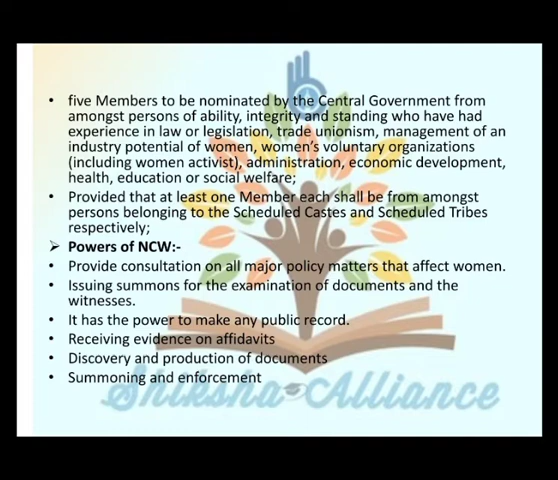 • five Members to be nominated by the Central Government from
amongst persons of ability, integrity and standing who have had
experience in law or legislation, trade unionism, management of an
industry potential of women, women's voluntary organizations
(including women activist), administration, economic development,
health, education or social welfare;
• Provided that at least one Member each shall be from amongst
persons belonging to the Scheduled Castes and Scheduled Tribes
respectively;
➢ Powers of NCW:-
• Provide consultation on all major policy matters that affect women.
• Issuing summons for the examination of documents and the
witnesses.
• It has the power to make any public record.
• Receiving evidence on affidavits
• Discovery and production of documents
• Summoning and enforcement
Shiksha Alliance